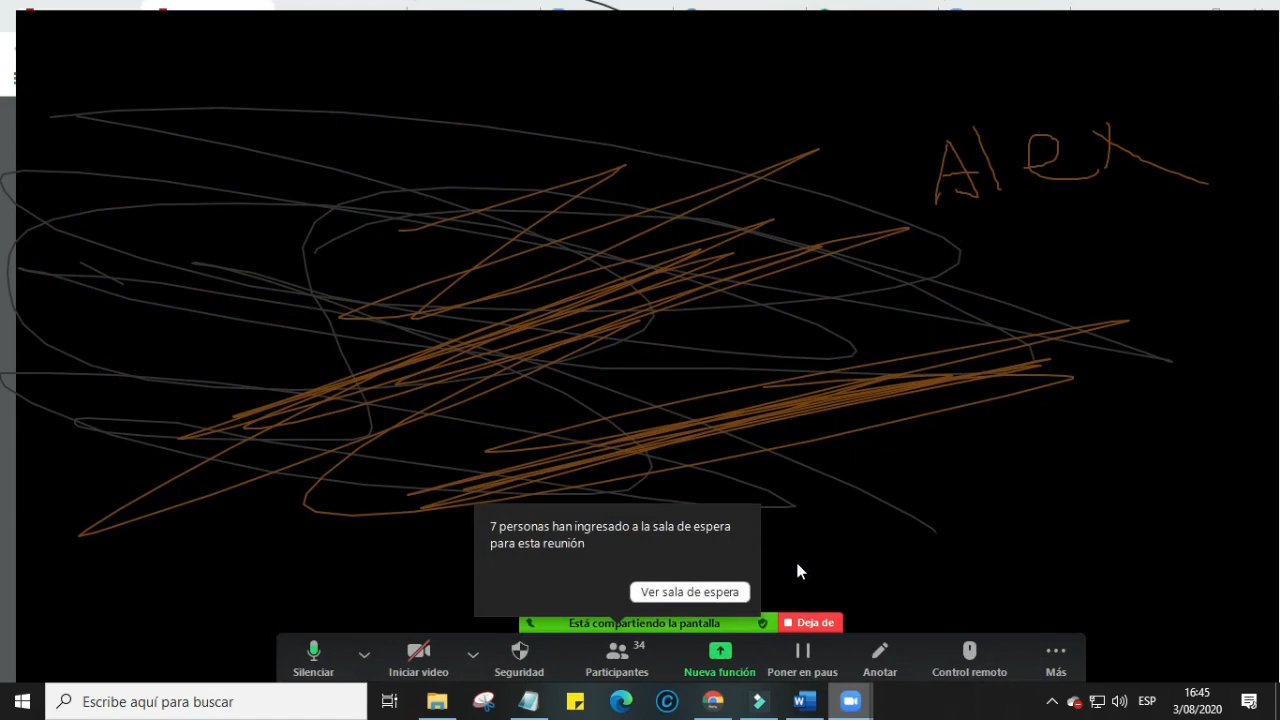 Alex
7 personas han ingresado a la sala de espera
para esta reunión
Ver sala de espera
Está compartiendo la pantalla
Deja de
34
Silenciar
Iniciar video
Seguridad
Participantes
Nueva función
Poner en paus
Anotar
Control remoto
Más
Escribe aquí para buscar
ESP
16:45
3/08/2020